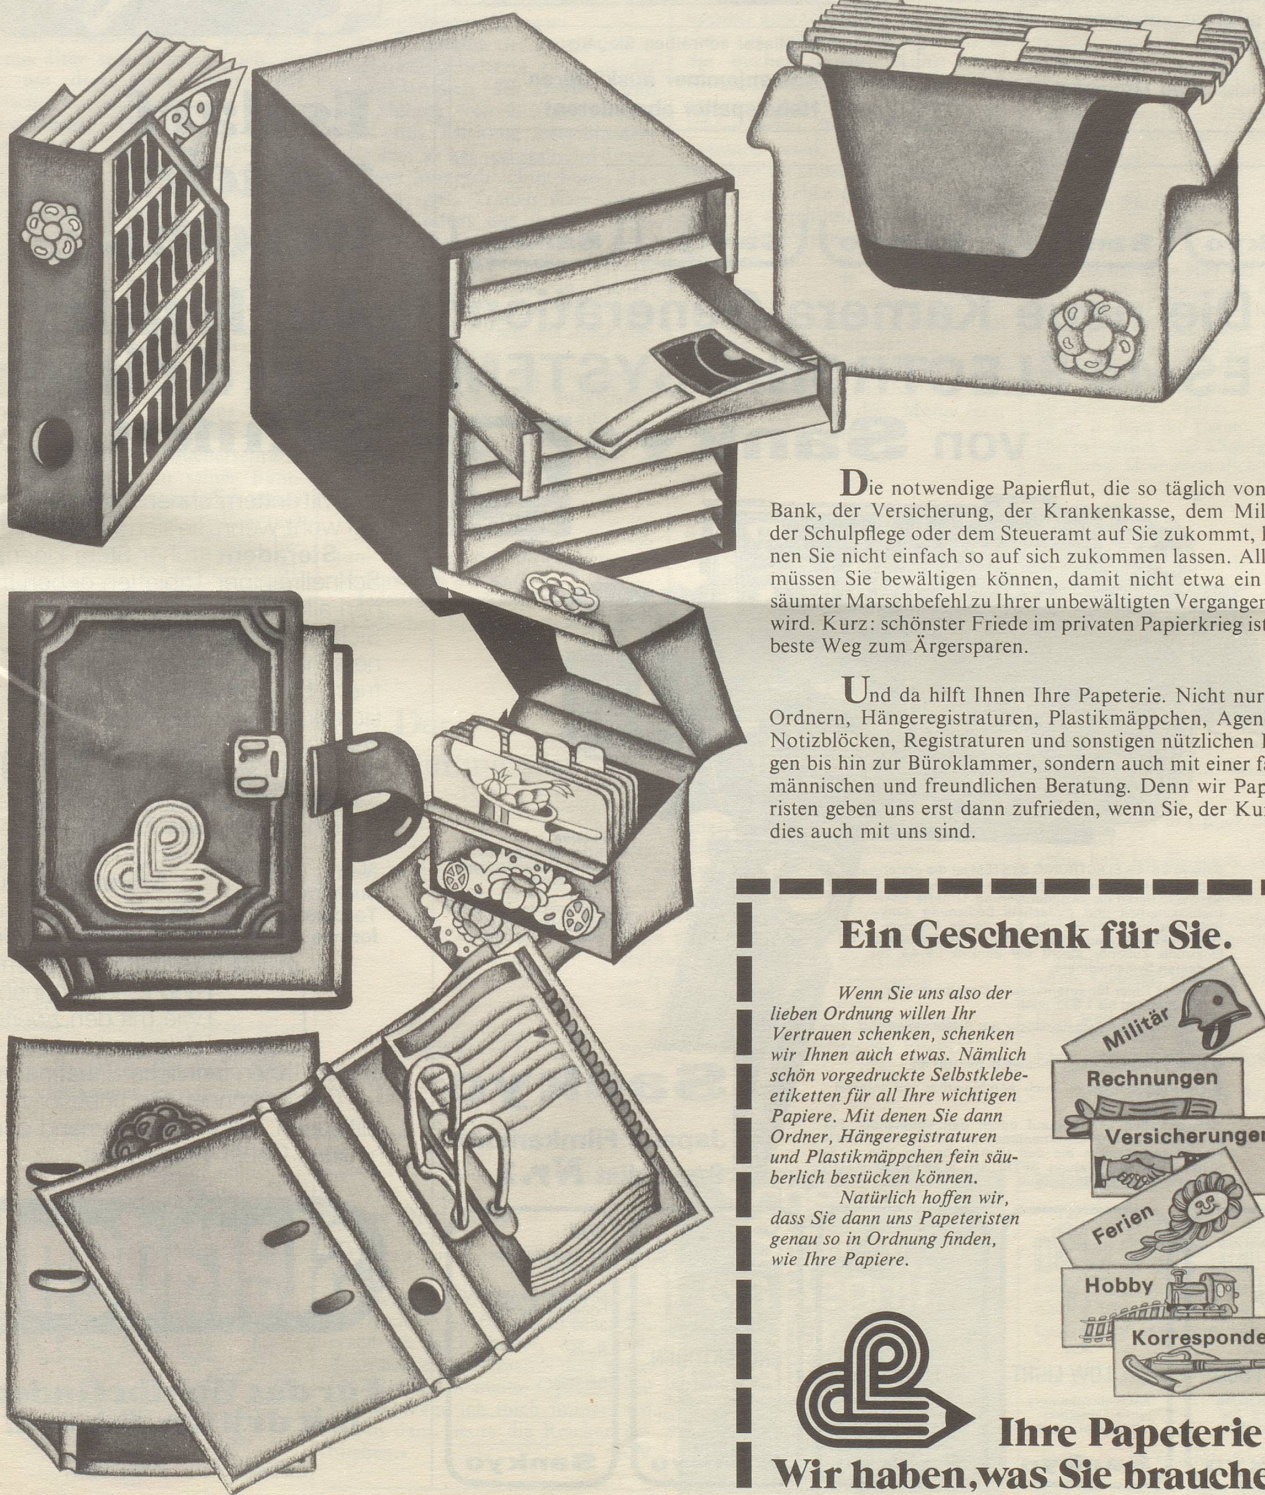 RO
Die notwendige Papierflut, die so täglich von
Bank, der Versicherung, der Krankenkasse, dem Mil
der Schulpflege oder dem Steueramt auf Sie zukommt,
nen Sie nicht einfach so auf sich zukommen lassen. All
müssen Sie bewältigen können, damit nicht etwa ein
säumter Marschbefehl zu Ihrer unbewältigten Vergangen
wird. Kurz: schönster Friede im privaten Papierkrieg ist
beste Weg zum Ärgersparen.
Und da hilft Ihnen Ihre Papeterie. Nicht nur
Ordnern, Hängeregistraturen, Plastikmäppchen, Agen
Notizblöcken, Registraturen und sonstigen nützlichen
gen bis hin zur Büroklammer, sondern auch mit einer fa
männischen und freundlichen Beratung. Denn wir Pap
risten geben uns erst dann zufrieden, wenn Sie, der Kun
dies auch mit uns sind.
Ein Geschenk für Sie.
Wenn Sie uns also der
lieben Ordnung willen Ihr
Vertrauen schenken, schenken
wir Ihnen auch etwas. Nämlich
schön vorgedruckte Selbstklebe-
etiketten für all Ihre wichtigen
Papiere. Mit denen Sie dann
Ordner, Hängeregistraturen
und Plastikmäppchen fein säu-
berlich bestücken können.
Natürlich hoffen wir,
dass Sie dann uns Papeteristen
genau so in Ordnung finden,
wie Ihre Papiere.
Militär
Rechnungen
Versicherungen
Ferien
Hobby
Korresponde
Ihre Papeterie
Wir haben, was Sie brauche